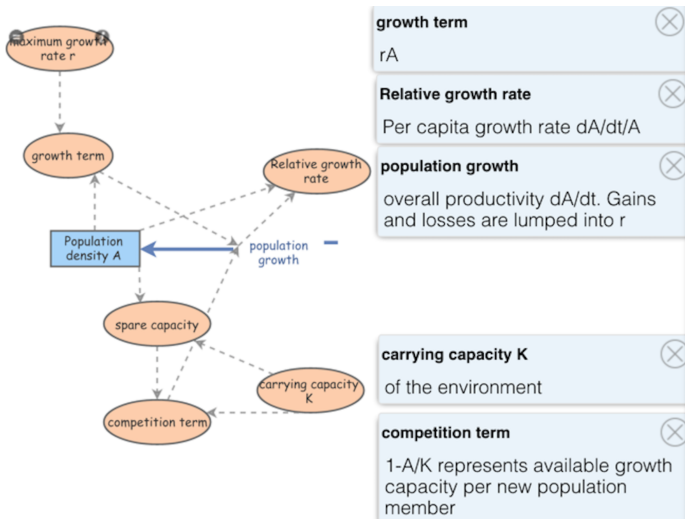 maximum growth
rate r
growth term
Relative growth
rate
Population
density A
population
growth
spare capacity
carrying capacity
K
competition term
growth term
rA
Relative growth rate
Per capita growth rate dA/dt/A
population growth
overall productivity dA/dt. Gains
and losses are lumped into r
carrying capacity K
of the environment
competition term
1-A/K represents available growth
capacity per new population
member